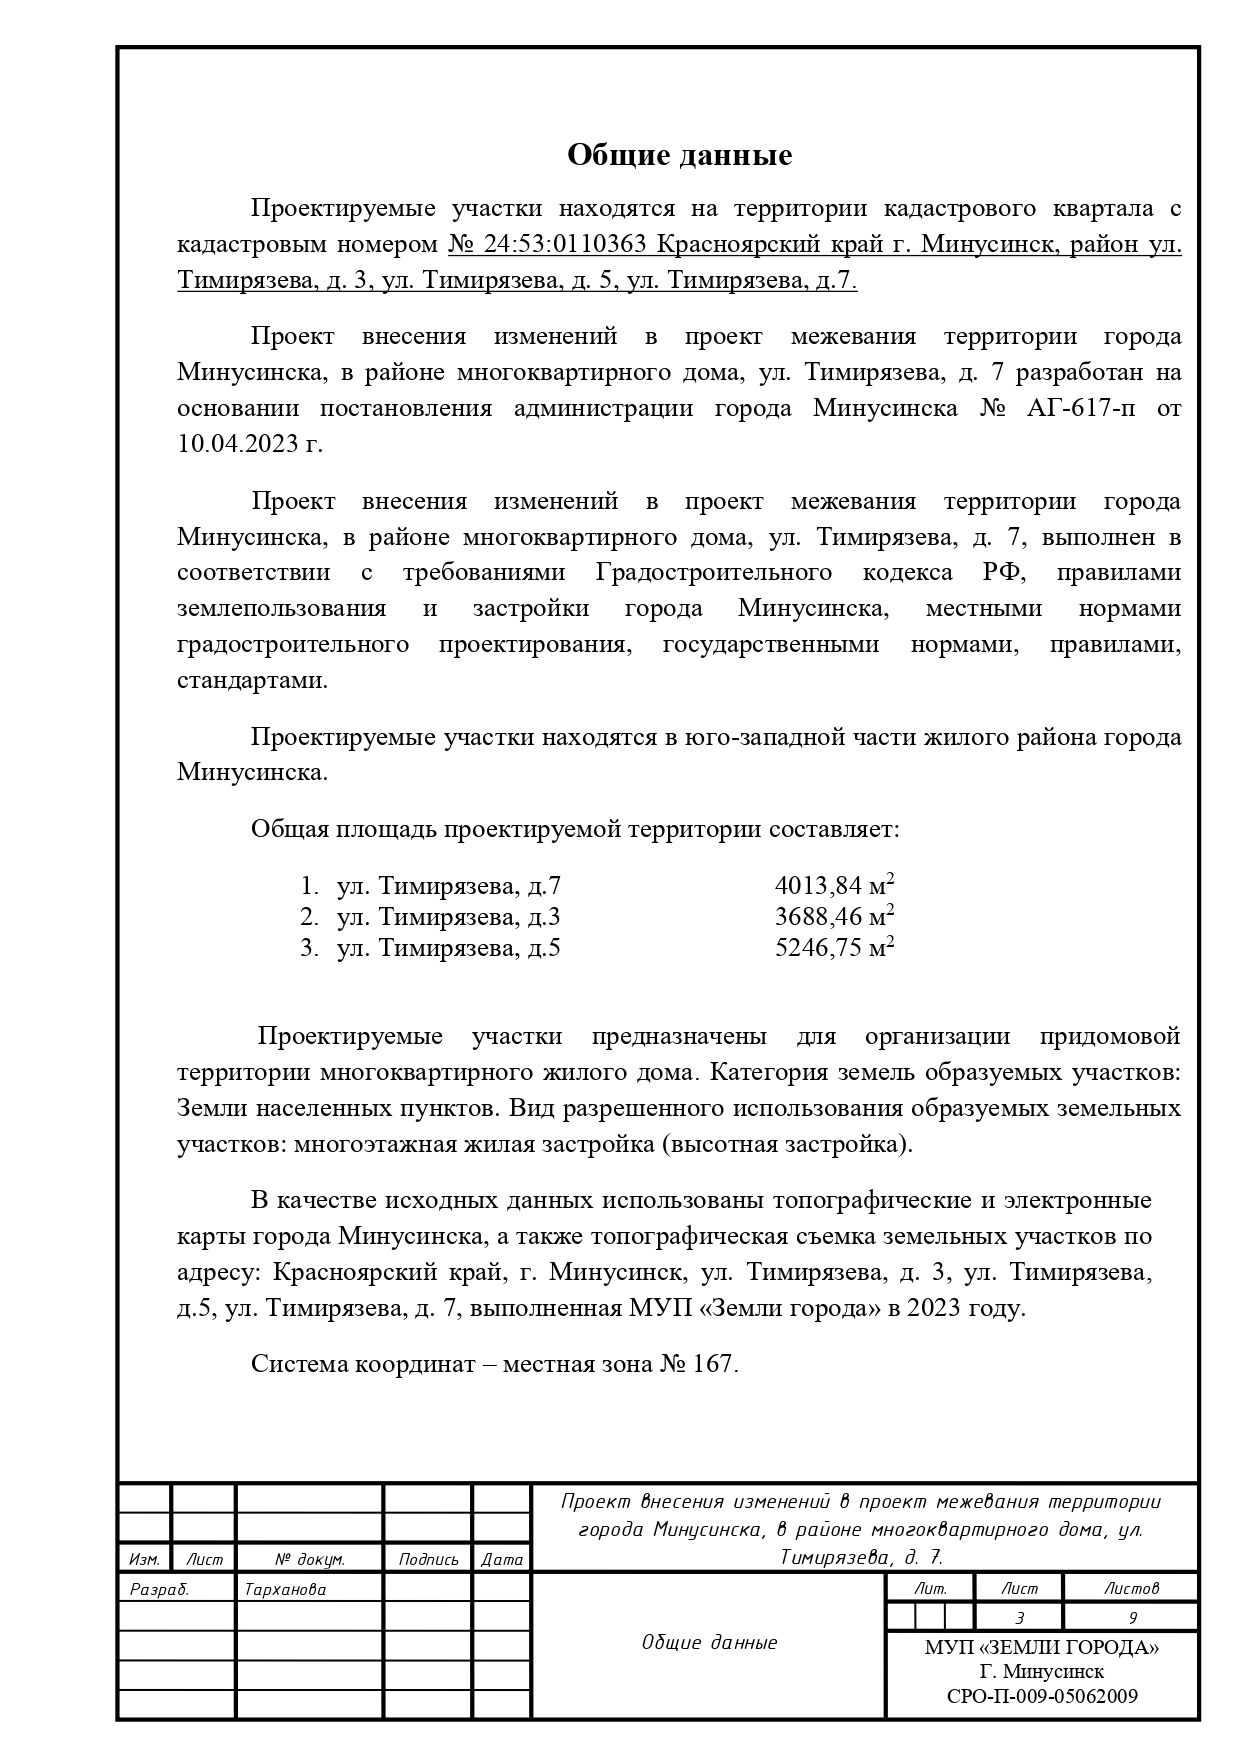 Общие данные
Проектируемые участки находятся на территории кадастрового квартала с
кадастровым номером № 24:53:0110363 Красноярский край г. Минусинск, район ул.
Тимирязева, д. 3, ул. Тимирязева, д. 5, ул. Тимирязева, д.7.
Проект внесения изменений в проект межевания территории города
Минусинска, в районе многоквартирного дома, ул. Тимирязева, д. 7 разработан на
основании постановления администрации города Минусинска № АГ-617-п от
10.04.2023 г.
Проект внесения изменений в проект межевания территории города
Минусинска, в районе многоквартирного дома, ул. Тимирязева, д. 7, выполнен в
соответствии с требованиями Градостроительного кодекса РФ, правилами
землепользования и застройки города Минусинска, местными нормами
градостроительного проектирования, государственными нормами, правилами,
стандартами.
Проектируемые участки находятся в юго-западной части жилого района города
Минусинска.
Общая площадь проектируемой территории составляет:
1. ул. Тимирязева, д.7 4013,84 м²
2. ул. Тимирязева, д.3 3688,46 м²
3. ул. Тимирязева, д.5 5246,75 м²
Проектируемые участки предназначены для организации придомовой
территории многоквартирного жилого дома. Категория земель образуемых участков:
Земли населенных пунктов. Вид разрешенного использования образуемых земельных
участков: многоэтажная жилая застройка (высотная застройка).
В качестве исходных данных использованы топографические и электронные
карты города Минусинска, а также топографическая съемка земельных участков по
адресу: Красноярский край, г. Минусинск, ул. Тимирязева, д. 3, ул. Тимирязева,
д.5, ул. Тимирязева, д. 7, выполненная МУП «Земли города» в 2023 году.
Система координат – местная зона № 167.
Проект внесения изменений в проект межевания территории
города Минусинска, в районе многоквартирного дома, ул.
Тимирязева, д. 7.
Изм. Лист № докум. Подпись Дата
Разраб. Тарханова
Общие данные
Лит. Лист Листов
3 9
МУП «ЗЕМЛИ ГОРОДА»
Г. Минусинск
СРО-П-009-05062009